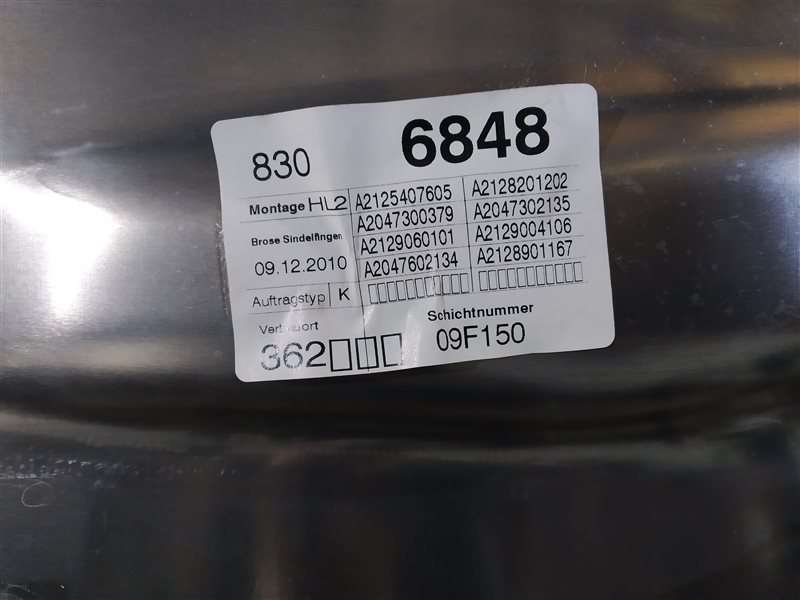 830 6848
Montage HL2 A2125407605 A2128201202
A2047300379 A2047302135
Brose Sindelfingen A2129060101 A2129004106
09.12.2010 A2047602134 A2128901167
Auftragstyp K
Schichtnummer
362 09F150